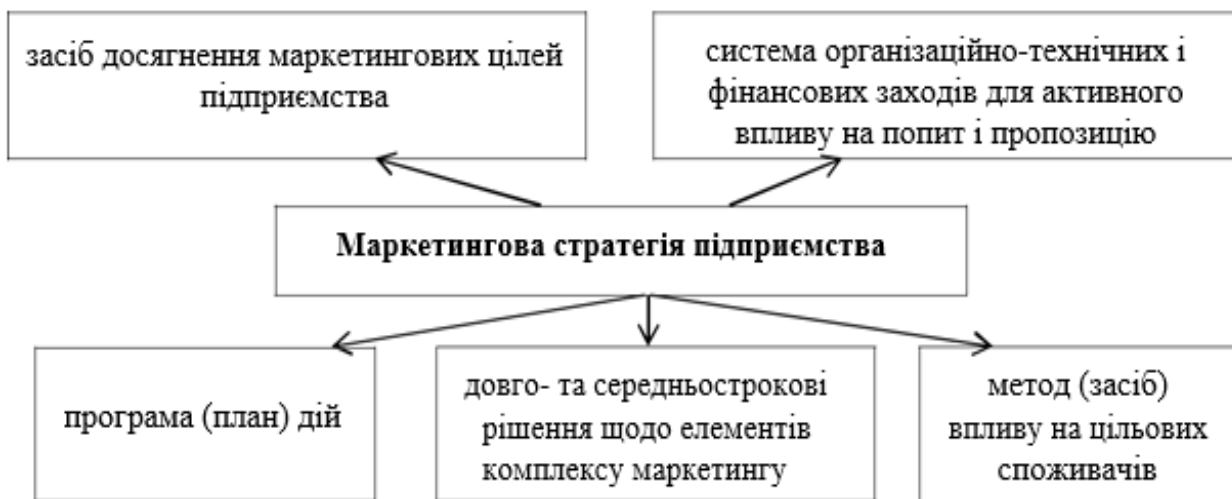 засіб досягнення маркетингових цілей
підприємства
система організаційно-технічних і
фінансових заходів для активного
впливу на попит і пропозицію
Маркетингова стратегія підприємства
програма (план) дій
довго- та середньострокові
рішення щодо елементів
комплексу маркетингу
метод (засіб)
впливу на цільових
споживачів